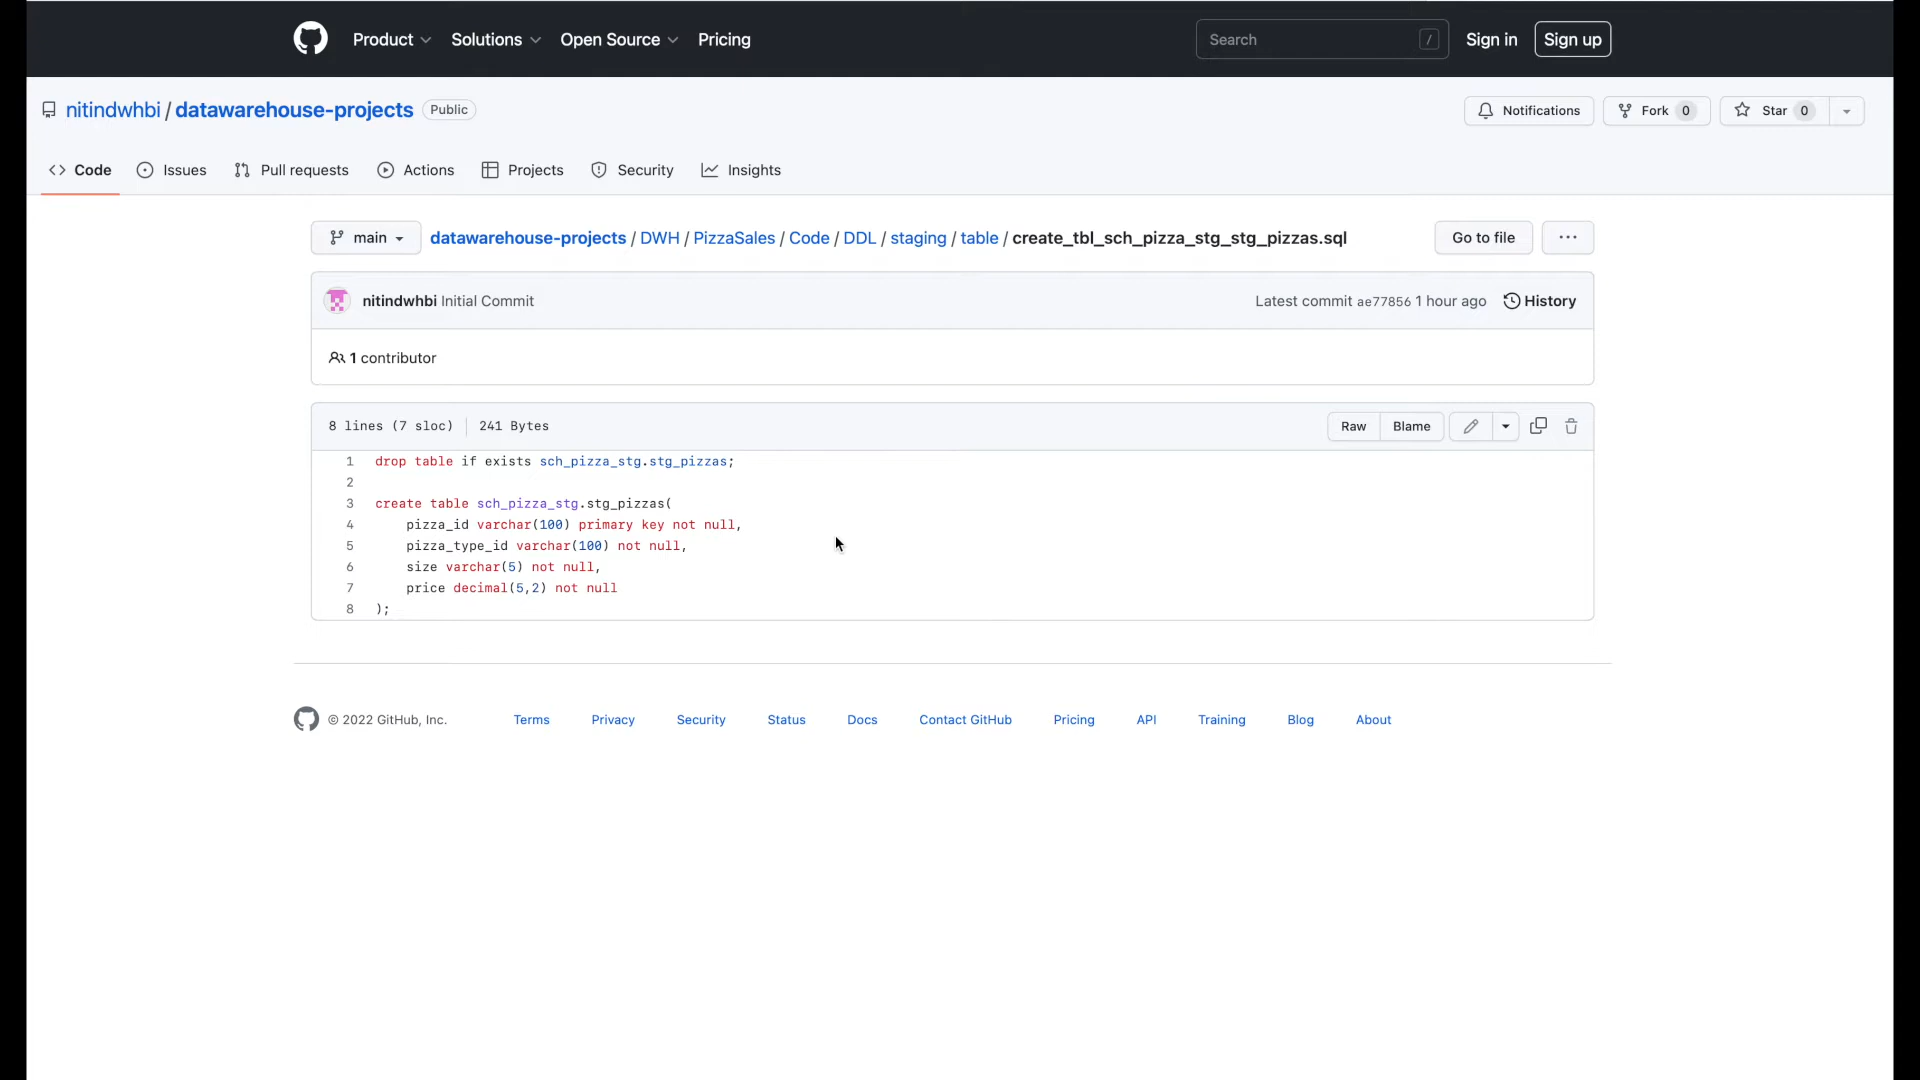 Product Solutions Open Source Pricing Search / Sign in Sign up
nitindwhbi / datawarehouse-projects Public Notifications Fork 0 Star 0
Code Issues Pull requests Actions Projects Security Insights
main datawarehouse-projects / DWH / PizzaSales / Code / DDL / staging / table / create_tbl_sch_pizza_stg_stg_pizzas.sql Go to file ...
nitindwhbi Initial Commit Latest commit ae77856 1 hour ago History
1 contributor
8 lines (7 sloc) 241 Bytes Raw Blame
1 drop table if exists sch_pizza_stg.stg_pizzas;
2
3 create table sch_pizza_stg.stg_pizzas(
4 pizza_id varchar(100) primary key not null,
5 pizza_type_id varchar(100) not null,
6 size varchar(5) not null,
7 price decimal(5,2) not null
8 );
© 2022 GitHub, Inc. Terms Privacy Security Status Docs Contact GitHub Pricing API Training Blog About